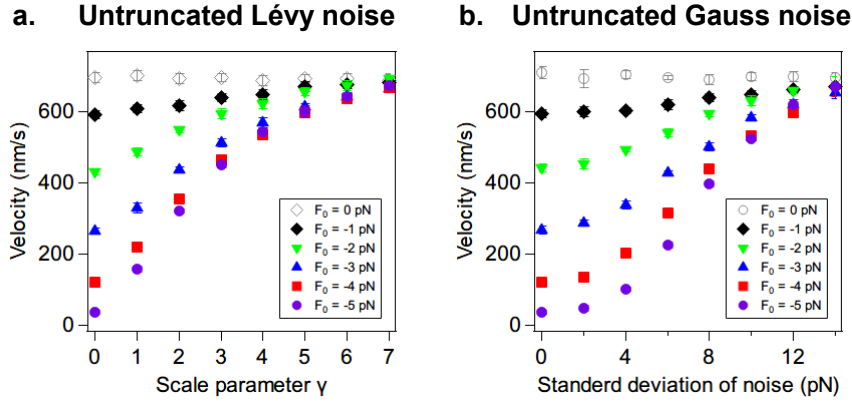 a. Untruncated Lévy noise
600
400
200
0
Velocity (nm/s)
F₀ = 0 pN
F₀ = -1 pN
F₀ = -2 pN
F₀ = -3 pN
F₀ = -4 pN
F₀ = -5 pN
0 1 2 3 4 5 6 7
Scale parameter γ
b. Untruncated Gauss noise
600
400
200
0
Velocity (nm/s)
F₀ = 0 pN
F₀ = -1 pN
F₀ = -2 pN
F₀ = -3 pN
F₀ = -4 pN
F₀ = -5 pN
0 4 8 12
Standerd deviation of noise (pN)